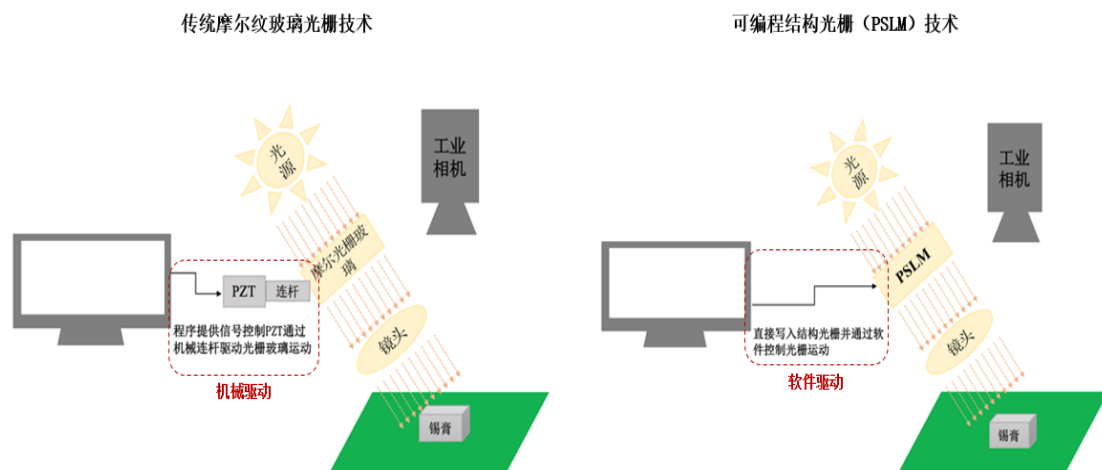 传统摩尔纹玻璃光栅技术
光源
工业
相机
摩尔光栅玻
璃
PZT
连杆
程序提供信号控制PZT通过
机械连杆驱动光栅玻璃运动
机械驱动
镜头
锡膏
可编程结构光栅（PSLM）技术
光源
工业
相机
PSLM
直接写入结构光栅并通过软
件控制光栅运动
软件驱动
镜头
锡膏